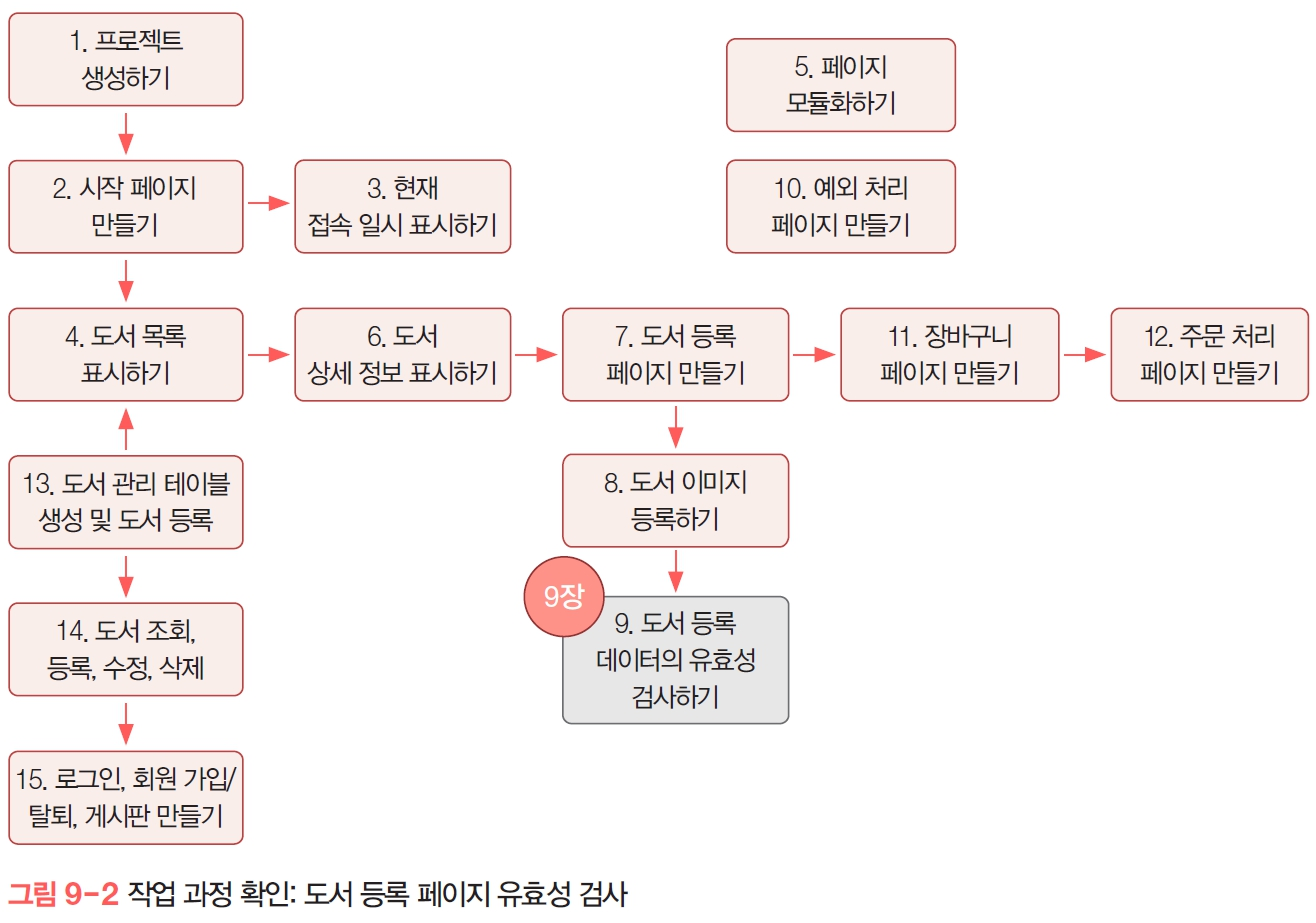 1. 프로젝트
생성하기
5. 페이지
모듈화하기
2. 시작 페이지
만들기
3. 현재
접속 일시 표시하기
10. 예외 처리
페이지 만들기
4. 도서 목록
표시하기
6. 도서
상세 정보 표시하기
7. 도서 등록
페이지 만들기
11. 장바구니
페이지 만들기
12. 주문 처리
페이지 만들기
13. 도서 관리 테이블
생성 및 도서 등록
8. 도서 이미지
등록하기
9장
9. 도서 등록
데이터의 유효성
검사하기
14. 도서 조회,
등록, 수정, 삭제
15. 로그인, 회원 가입/
탈퇴, 게시판 만들기
그림 9-2 작업 과정 확인: 도서 등록 페이지 유효성 검사